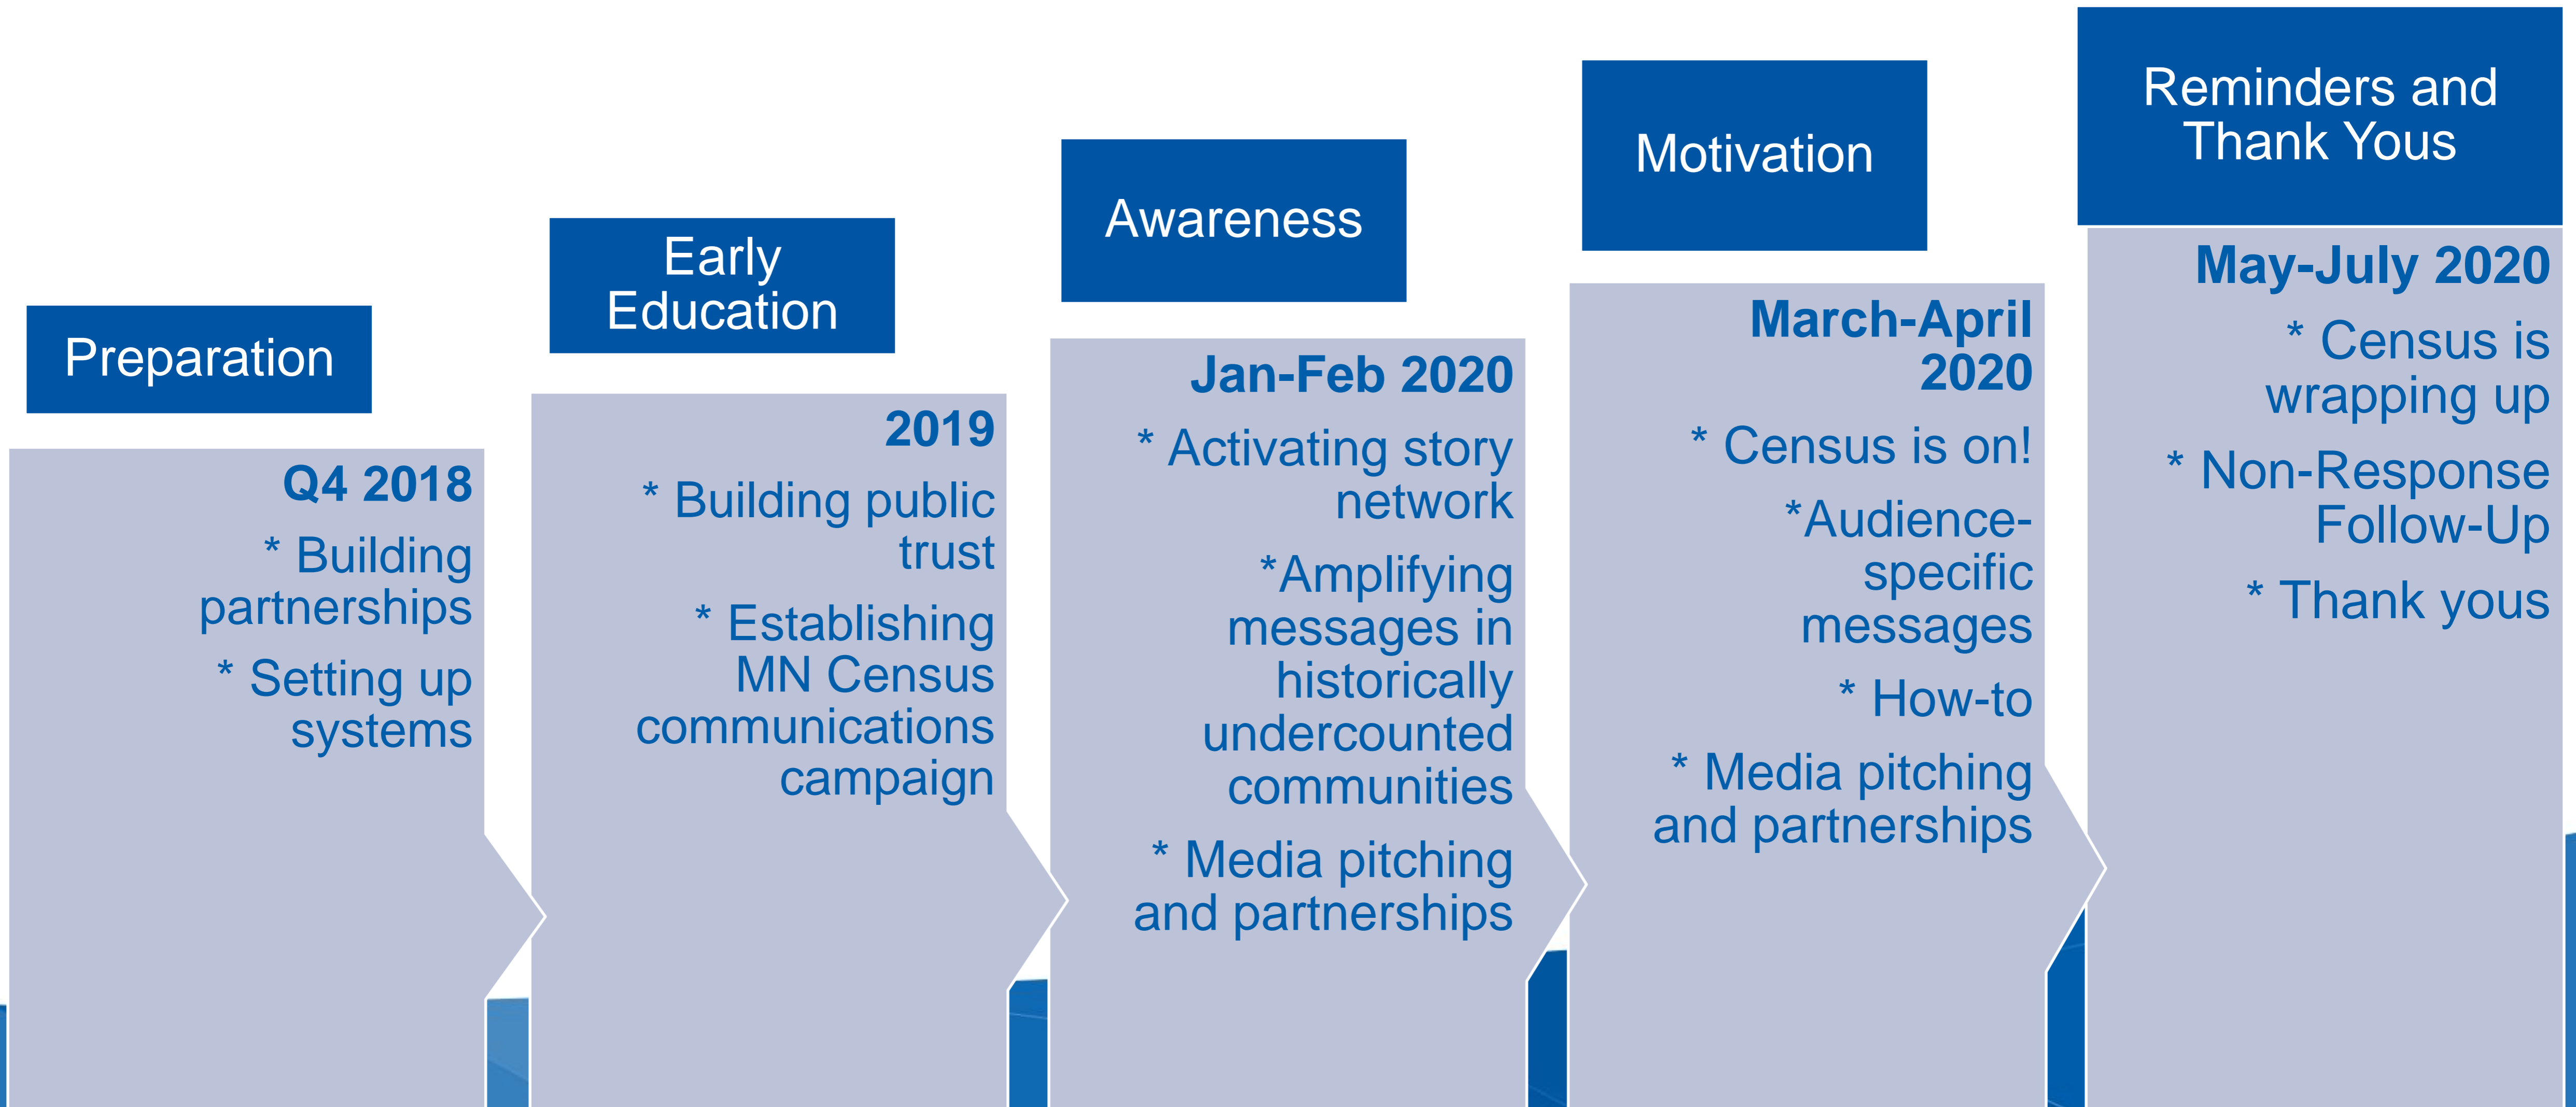 Preparation
Q4 2018
* Building
partnerships
* Setting up
systems
Early
Education
2019
* Building public
trust
* Establishing
MN Census
communications
campaign
Awareness
Jan-Feb 2020
* Activating story
network
*Amplifying
messages in
historically
undercounted
communities
* Media pitching
and partnerships
Motivation
March-April
2020
* Census is on!
*Audience-
specific
messages
* How-to
* Media pitching
and partnerships
Reminders and
Thank Yous
May-July 2020
* Census is
wrapping up
* Non-Response
Follow-Up
* Thank yous